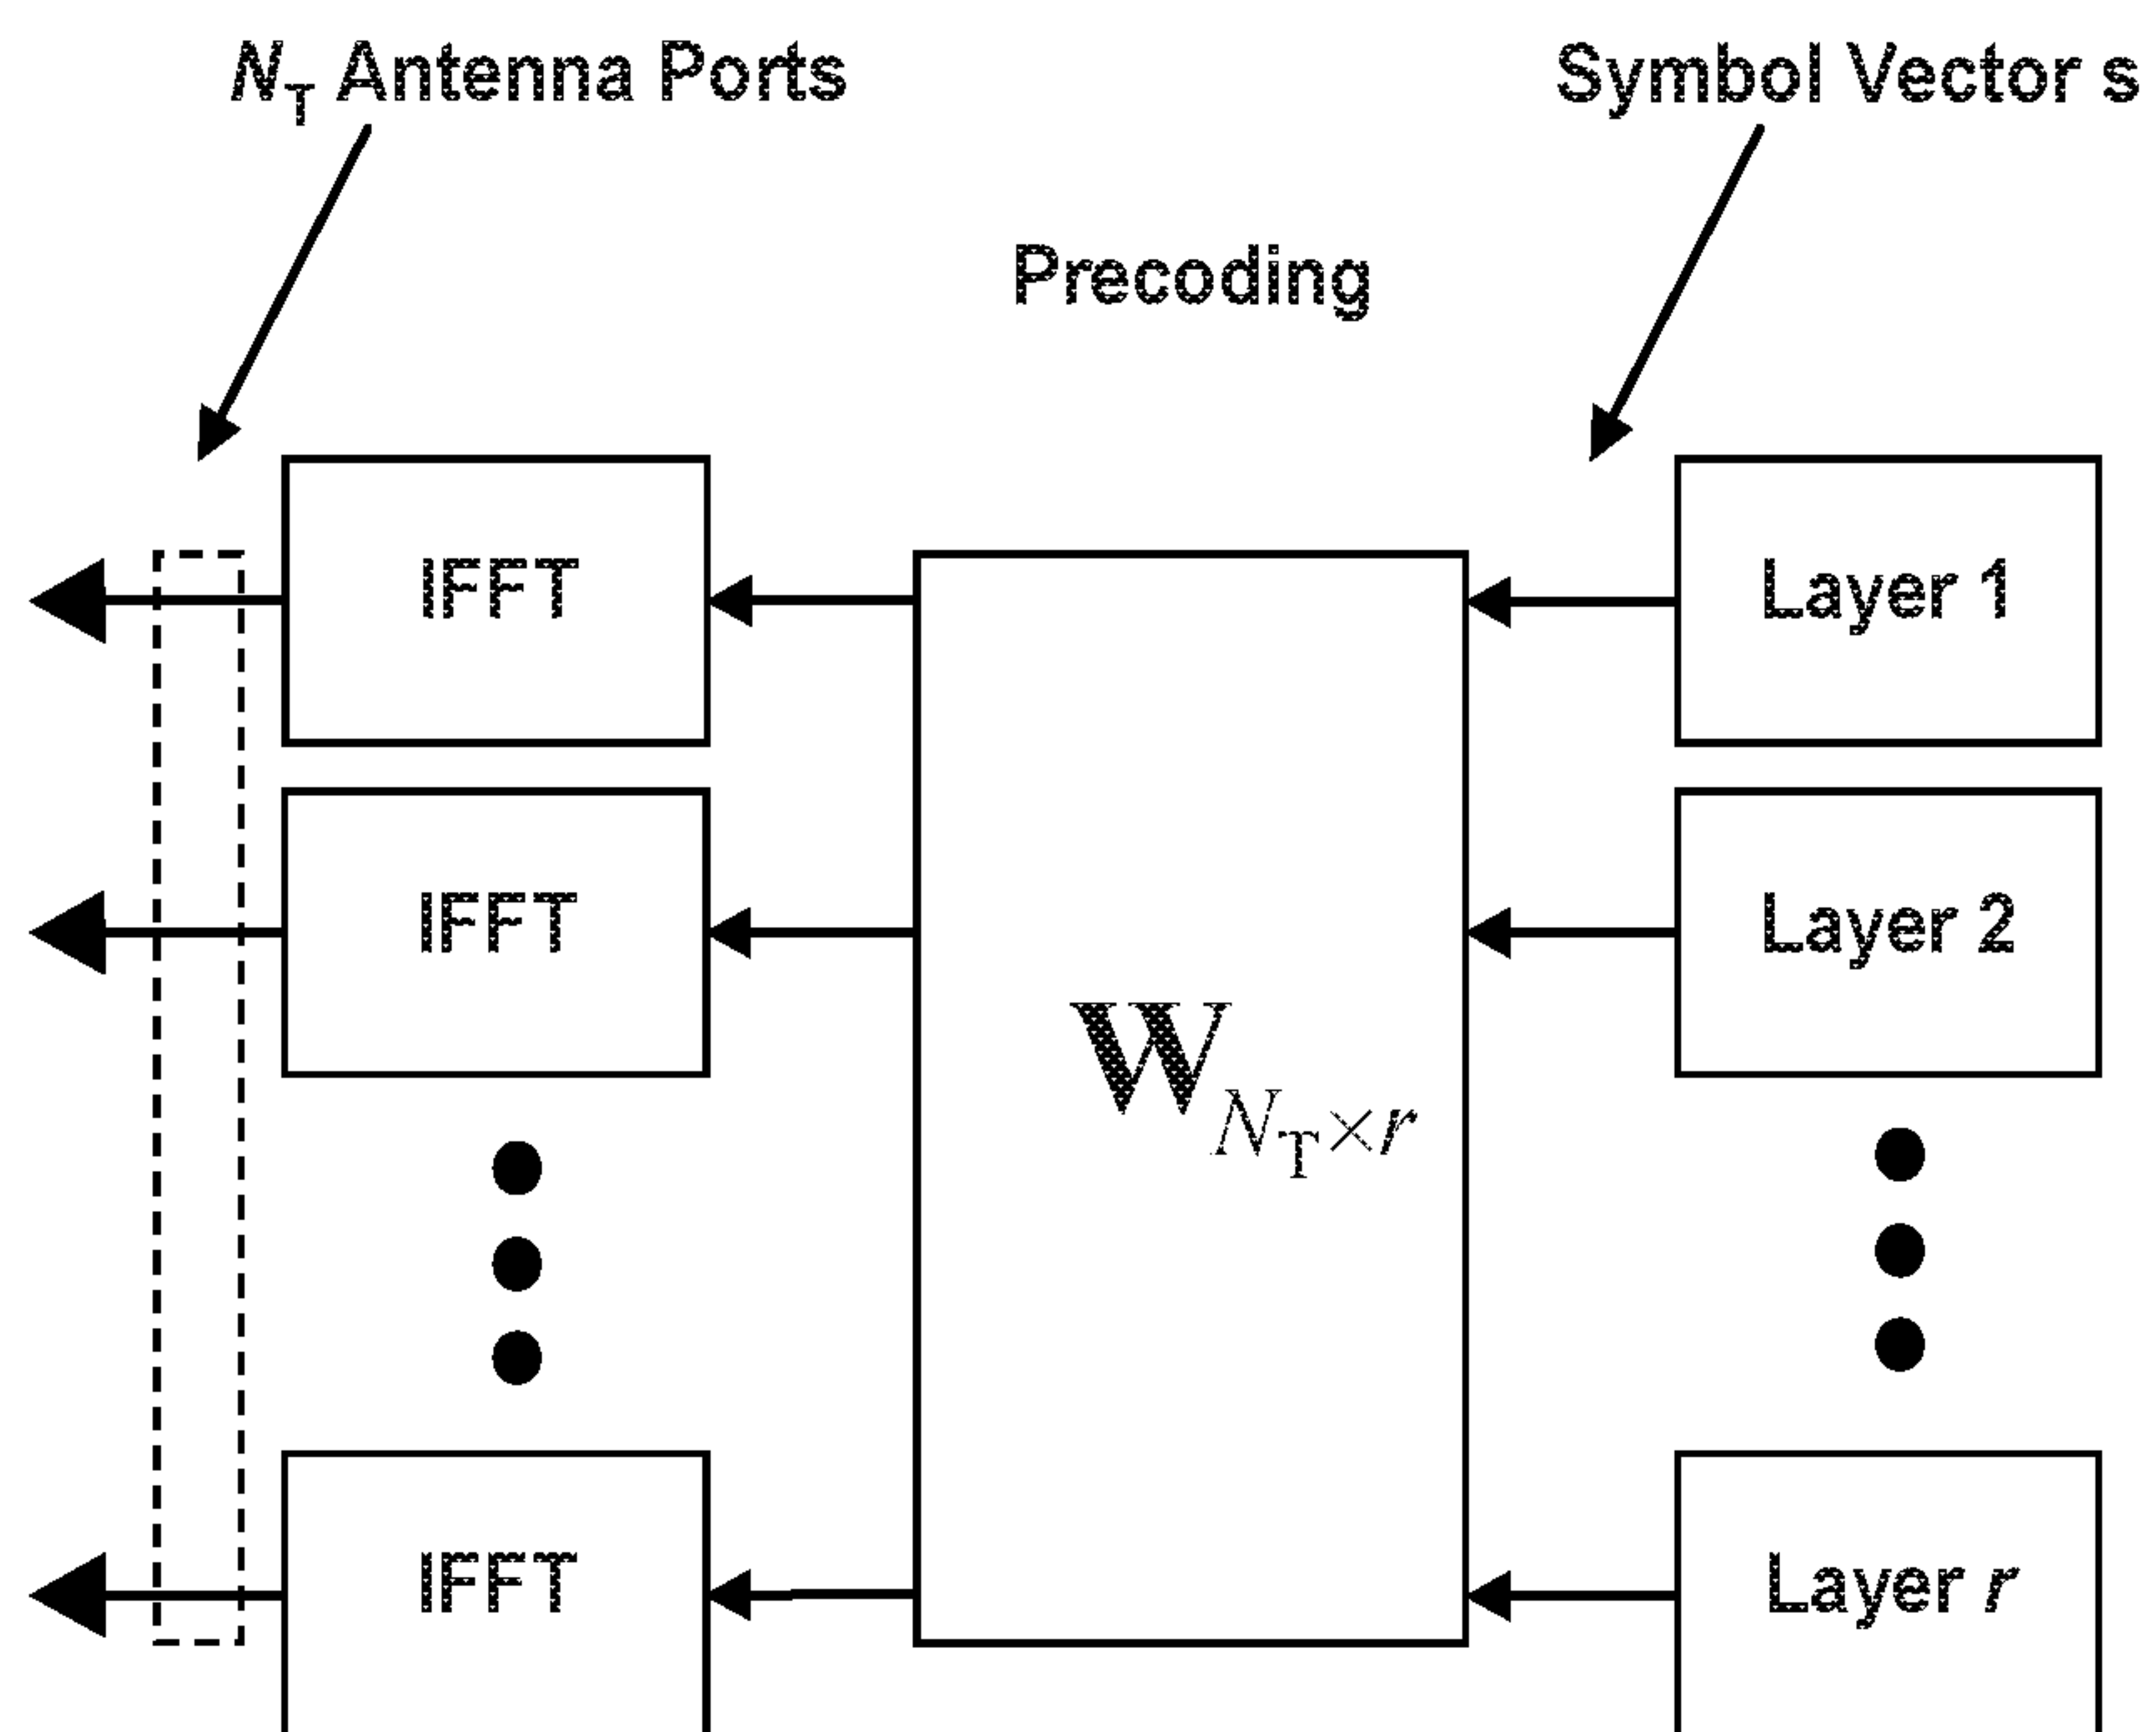 N_T Antenna Ports
Symbol Vector s
Precoding
IFFT
Layer 1
IFFT
Layer 2
W_{N_T×r}
IFFT
Layer r